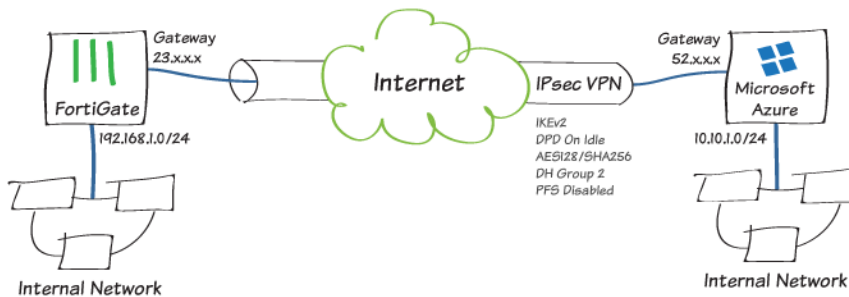 Gateway
23.x.x.x
FortiGate
192.168.1.0/24
Internal Network
Internet
IPsec VPN
IKEv2
DPD On Idle
AES128/SHA256
DH Group 2
PFS Disabled
Gateway
52.x.x.x
Microsoft
Azure
10.10.1.0/24
Internal Network